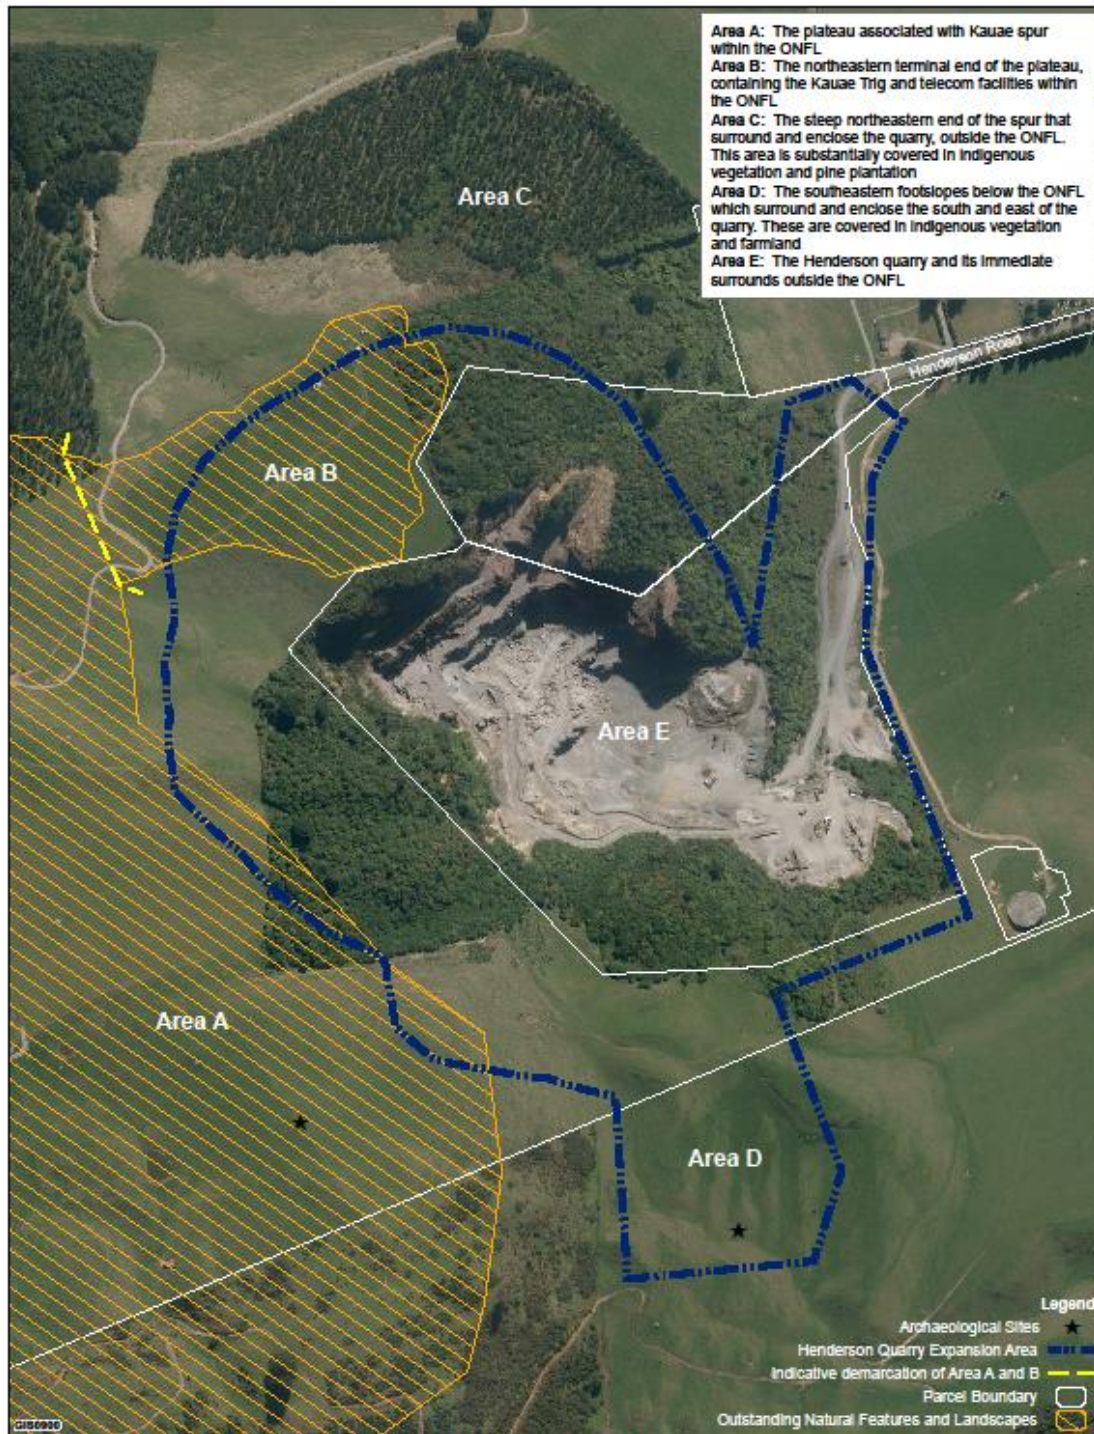 Area A: The plateau associated with Kauae spur
within the ONFL
Area B: The northeastern terminal end of the plateau,
containing the Kauae Trig and telecom facilities within
the ONFL
Area C: The steep northeastern end of the spur that
surround and enclose the quarry, outside the ONFL.
This area is substantially covered in indigenous
vegetation and pine plantation
Area D: The southeastern footslopes below the ONFL
which surround and enclose the south and east of the
quarry. These are covered in indigenous vegetation
and farmland
Area E: The Henderson quarry and its immediate
surrounds outside the ONFL
Area C
Henderson Road
Area B
Area E
Area A
Area D
Legend
Archaeological Sites
Henderson Quarry Expansion Area
Indicative demarcation of Area A and B
Parcel Boundary
Outstanding Natural Features and Landscapes
GIS0900